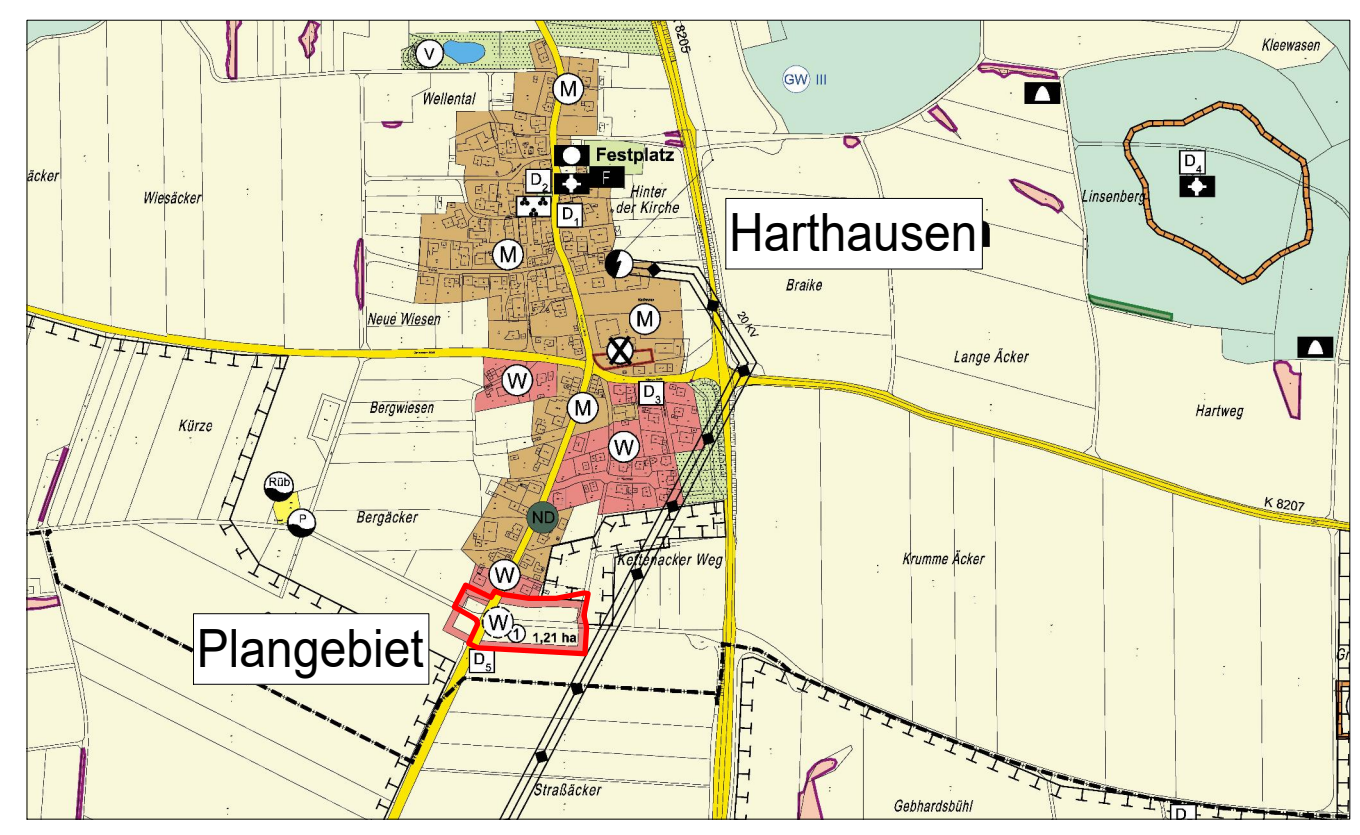 K 8205
Kleewasen
V
M
GW III
Wellental
Festplatz
F
D4
äcker
Wiesäcker
D2
Hinter
der Kirche
Linsenberg
D1
Harthausen
M
Braike
Neue Wiesen
M
20 KV
Lange Äcker
W
D3
Bergwiesen
M
Hartweg
Kürze
W
Rüb
K 8207
P
Bergäcker
ND
Kettenacker Weg
Krumme Äcker
W
Plangebiet
W
1
1,21 ha
D5
Straßäcker
Gebhardsbühl
D